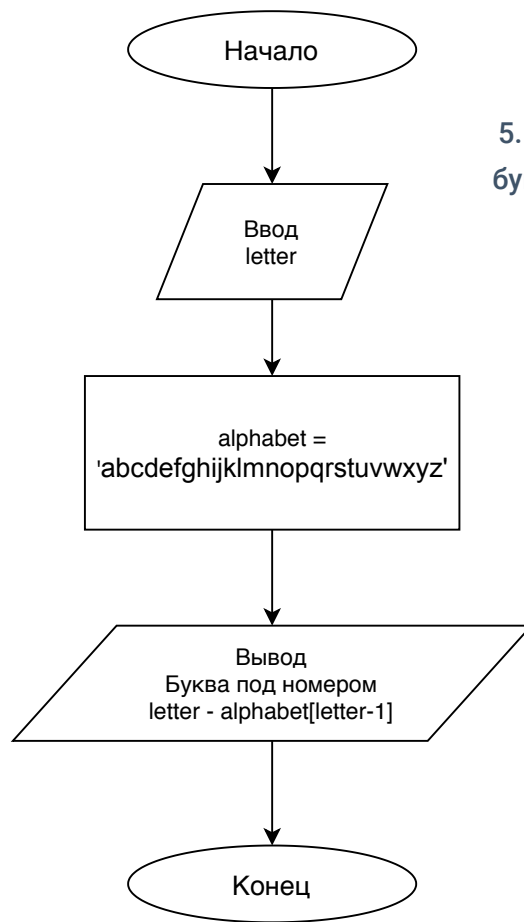 Начало
5.
бу
Ввод
letter
alphabet =
'abcdefghijklmnopqrstuvwxyz'
Вывод
Буква под номером
letter - alphabet[letter-1]
Конец